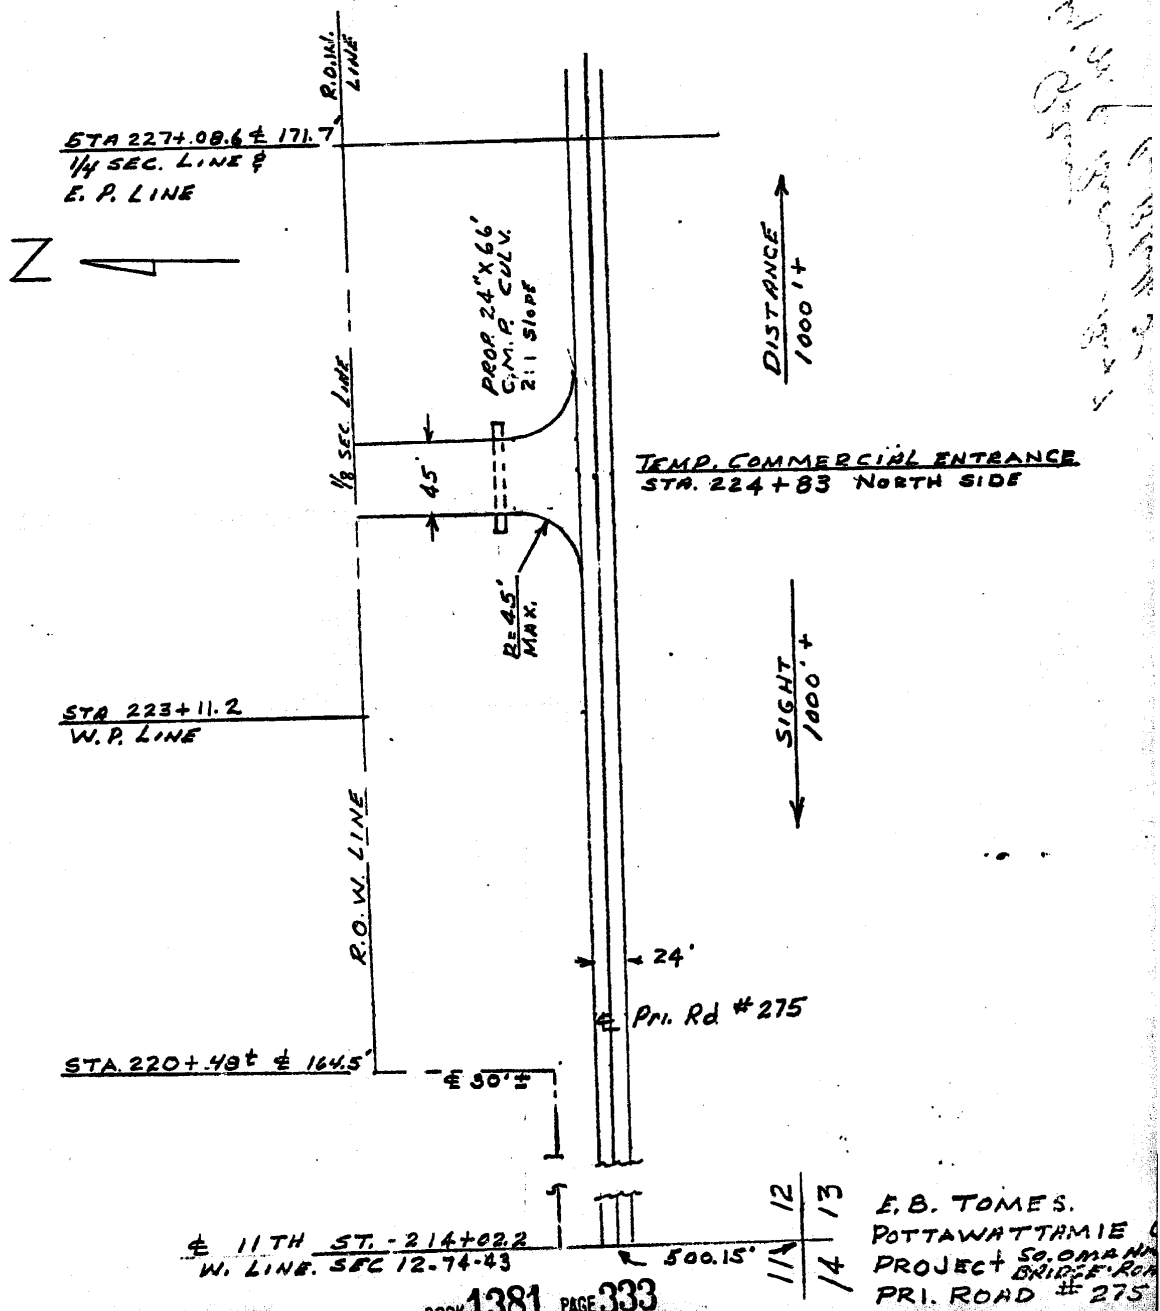 R.O.W.
LINE
STA 227+.08.6 ℄ 171.7'
1/4 SEC. LINE &
E. P. LINE
Z
PROP. 24"X66'
C.M.P. CULV.
2:1 SlOPE
DISTANCE
1000'+
1/8 SEC. LINE
45'
TEMP. COMMERCIAL ENTRANCE
STA. 224+83 NORTH SIDE
R=45'
MAX.
SIGHT
1000'+
STA 223+11.2
W.P. LINE
R.O.W. LINE
24'
℄ Pri. Rd #275
STA. 220+.48± ℄ 164.5'
℄ 30'±
12 13
11 14
E.B. TOMES.
POTTAWATTAMIE
PROJECT SO. OMAHA
BRIDGE ROA
PRI. ROAD #275
℄ 11TH ST. - 214+02.2
W. LINE. SEC 12-74-43
500.15'
BOOK 1381 PAGE 333